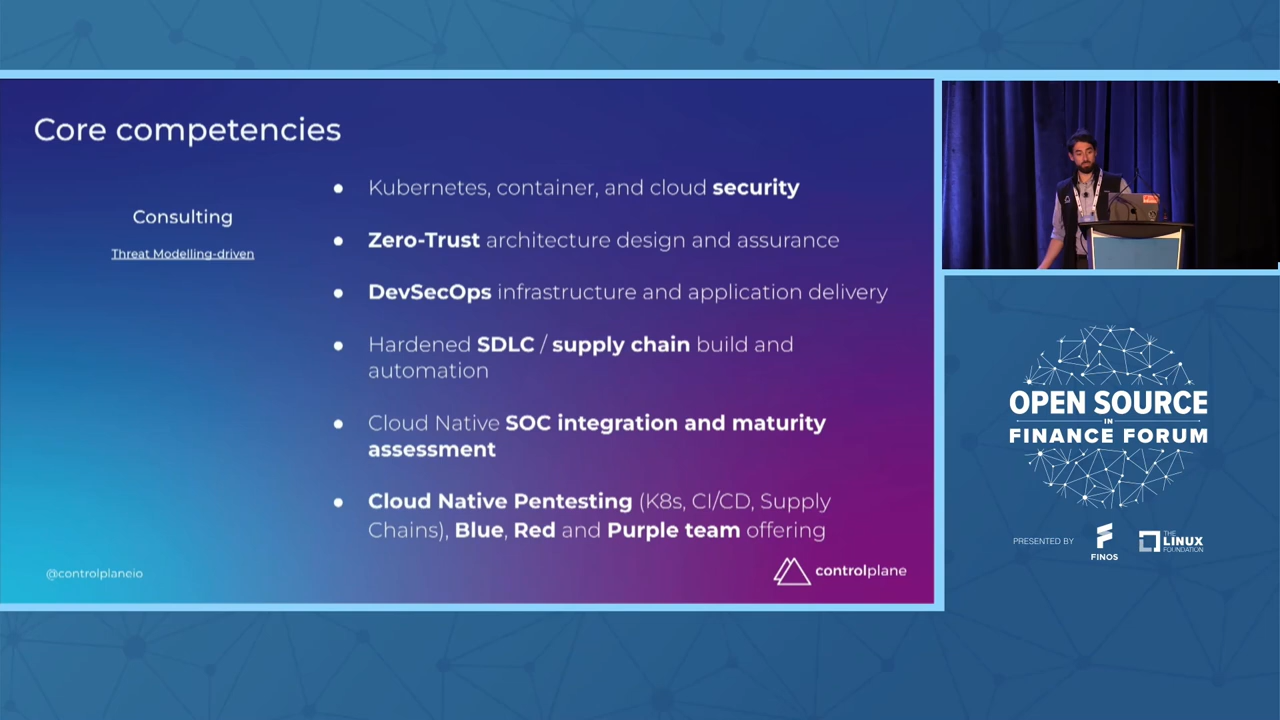 Core competencies
Consulting
Threat Modelling-driven
● Kubernetes, container, and cloud security
● Zero-Trust architecture design and assurance
● DevSecOps infrastructure and application delivery
● Hardened SDLC / supply chain build and
automation
● Cloud Native SOC integration and maturity
assessment
● Cloud Native Pentesting (K8s, CI/CD, Supply
Chains), Blue, Red and Purple team offering
@controlplaneio
controlplane
OPEN SOURCE
IN
FINANCE FORUM
PRESENTED BY
FINOS
THE
LINUX
FOUNDATION